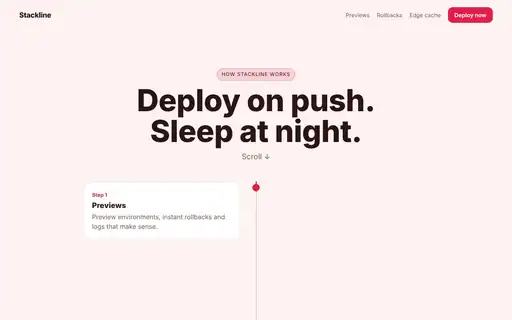 Stackline
Previews Rollbacks Edge cache Deploy now
HOW STACKLINE WORKS
Deploy on push.
Sleep at night.
Scroll ↓
Step 1
Previews
Preview environments, instant rollbacks and
logs that make sense.